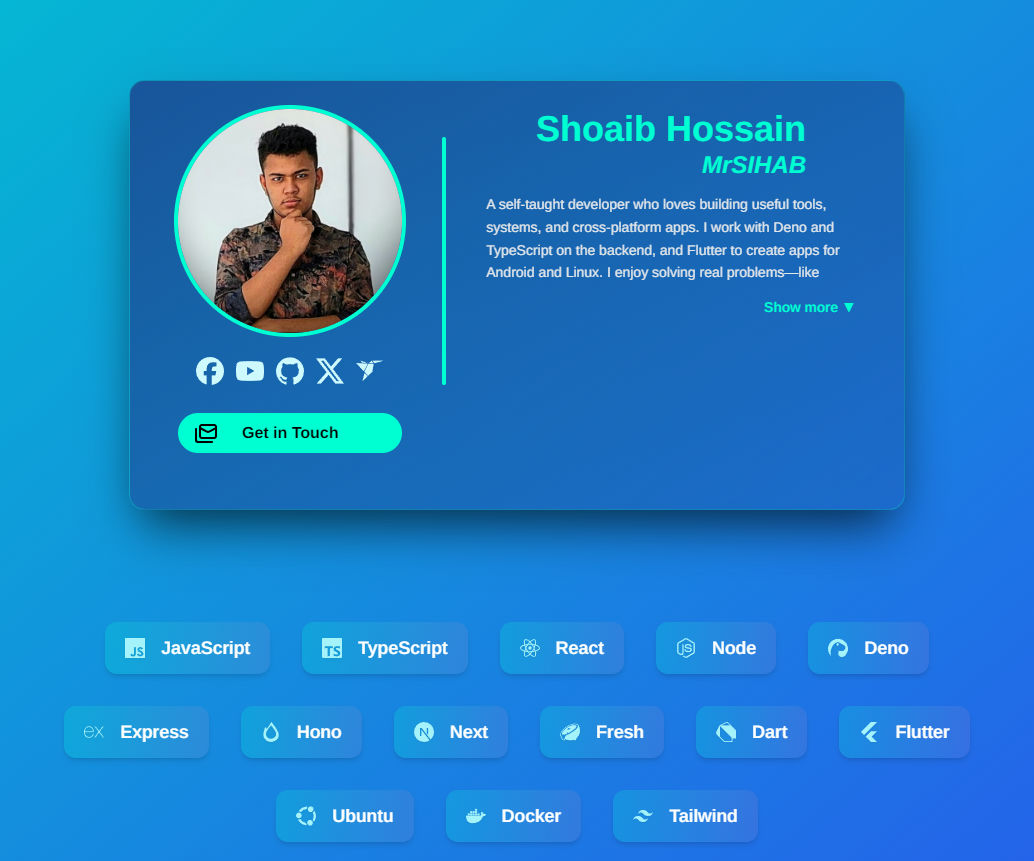 Shoaib Hossain
MrSIHAB
A self-taught developer who loves building useful tools,
systems, and cross-platform apps. I work with Deno and
TypeScript on the backend, and Flutter to create apps for
Android and Linux. I enjoy solving real problems—like
Show more ▼
Get in Touch
JS JavaScript
TS TypeScript
React
JS Node
Deno
ex Express
Hono
N Next
Fresh
Dart
Flutter
Ubuntu
Docker
Tailwind